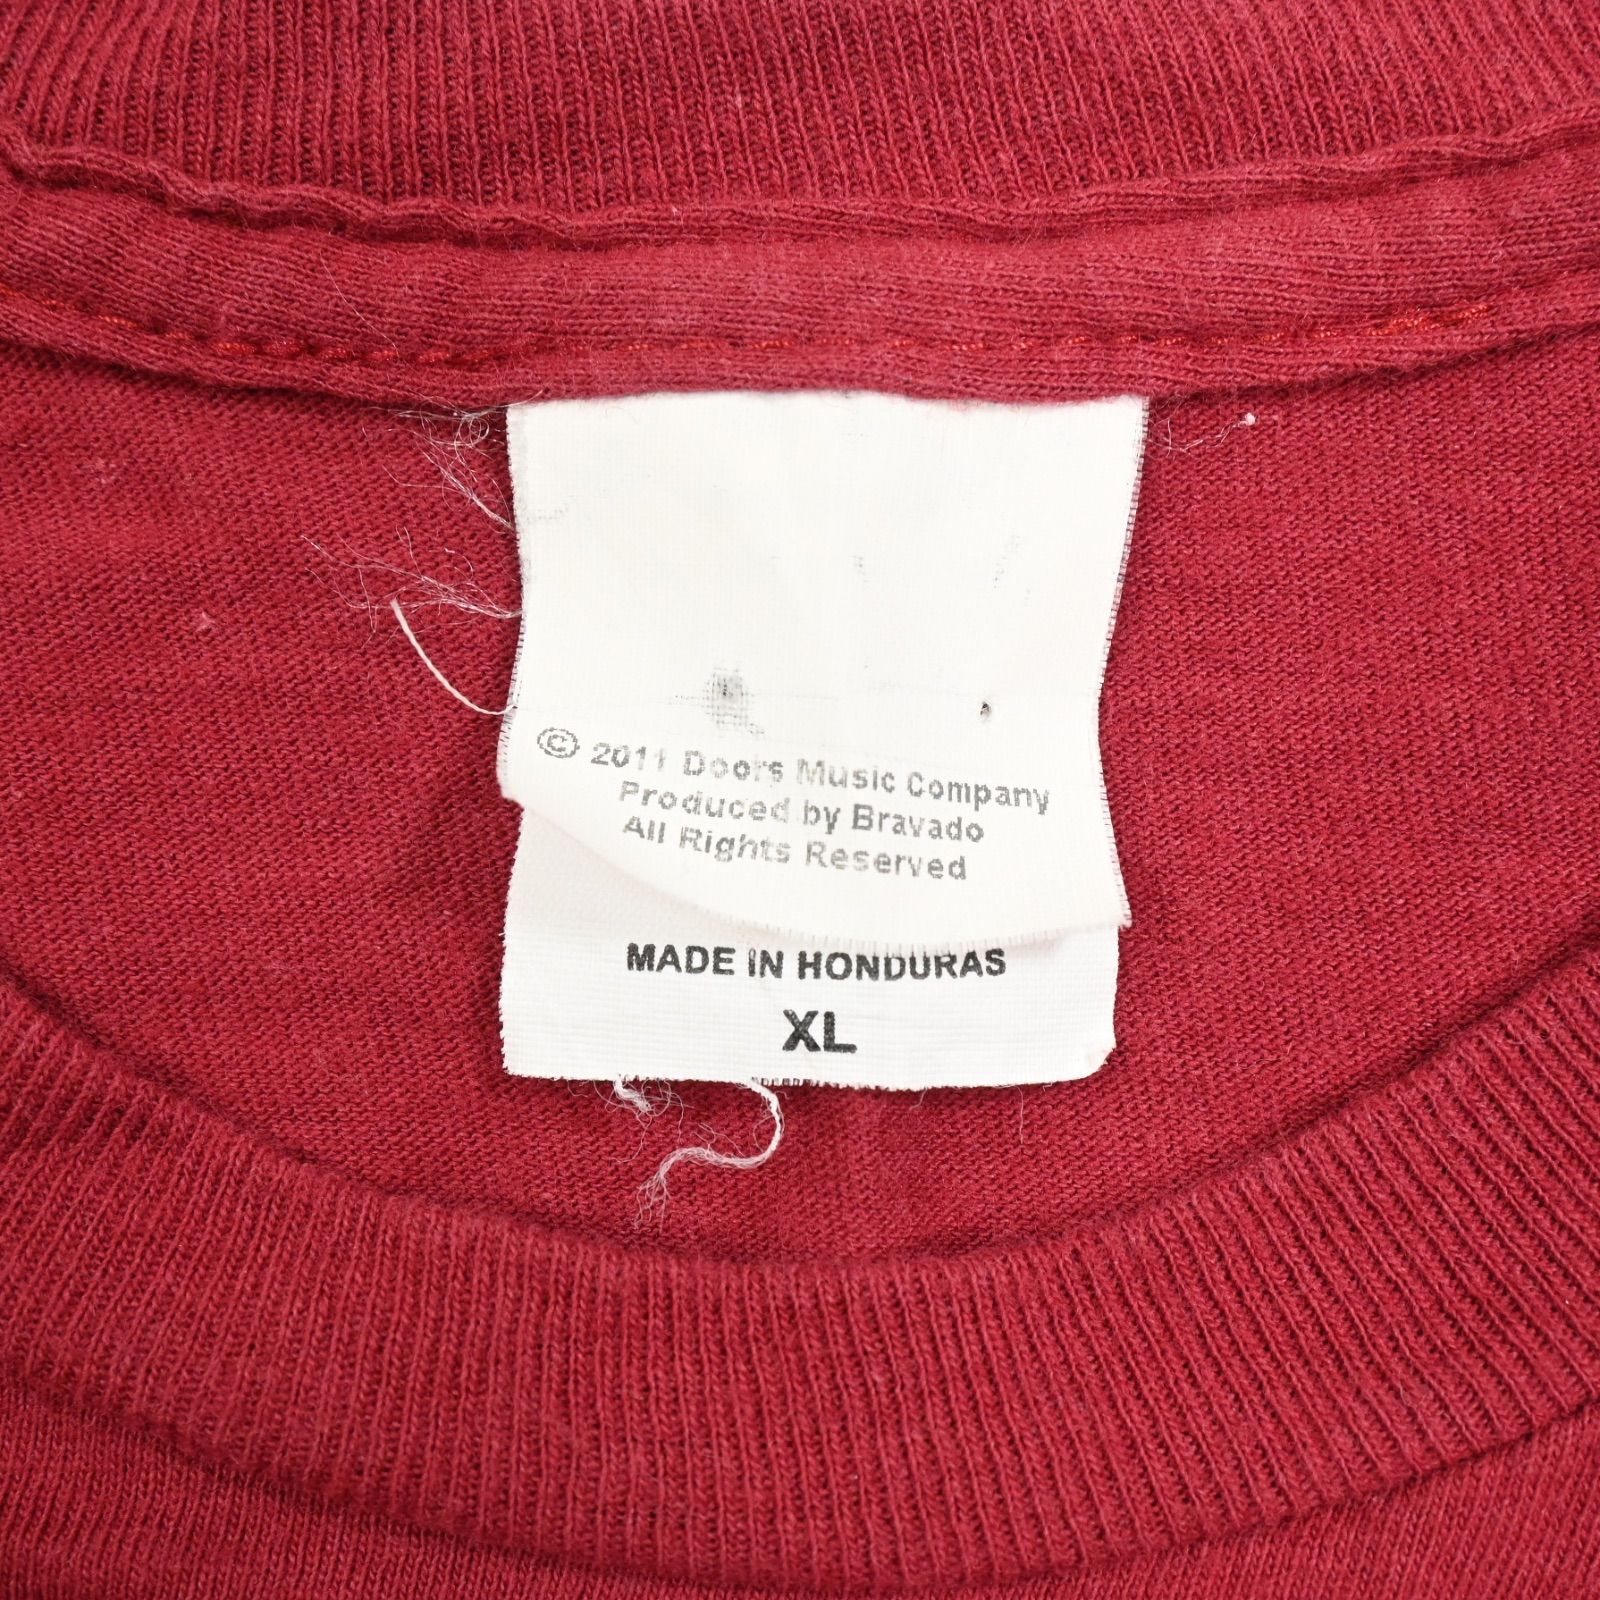 © 2011 Doors Music Company
Produced by Bravado
All Rights Reserved
MADE IN HONDURAS
XL